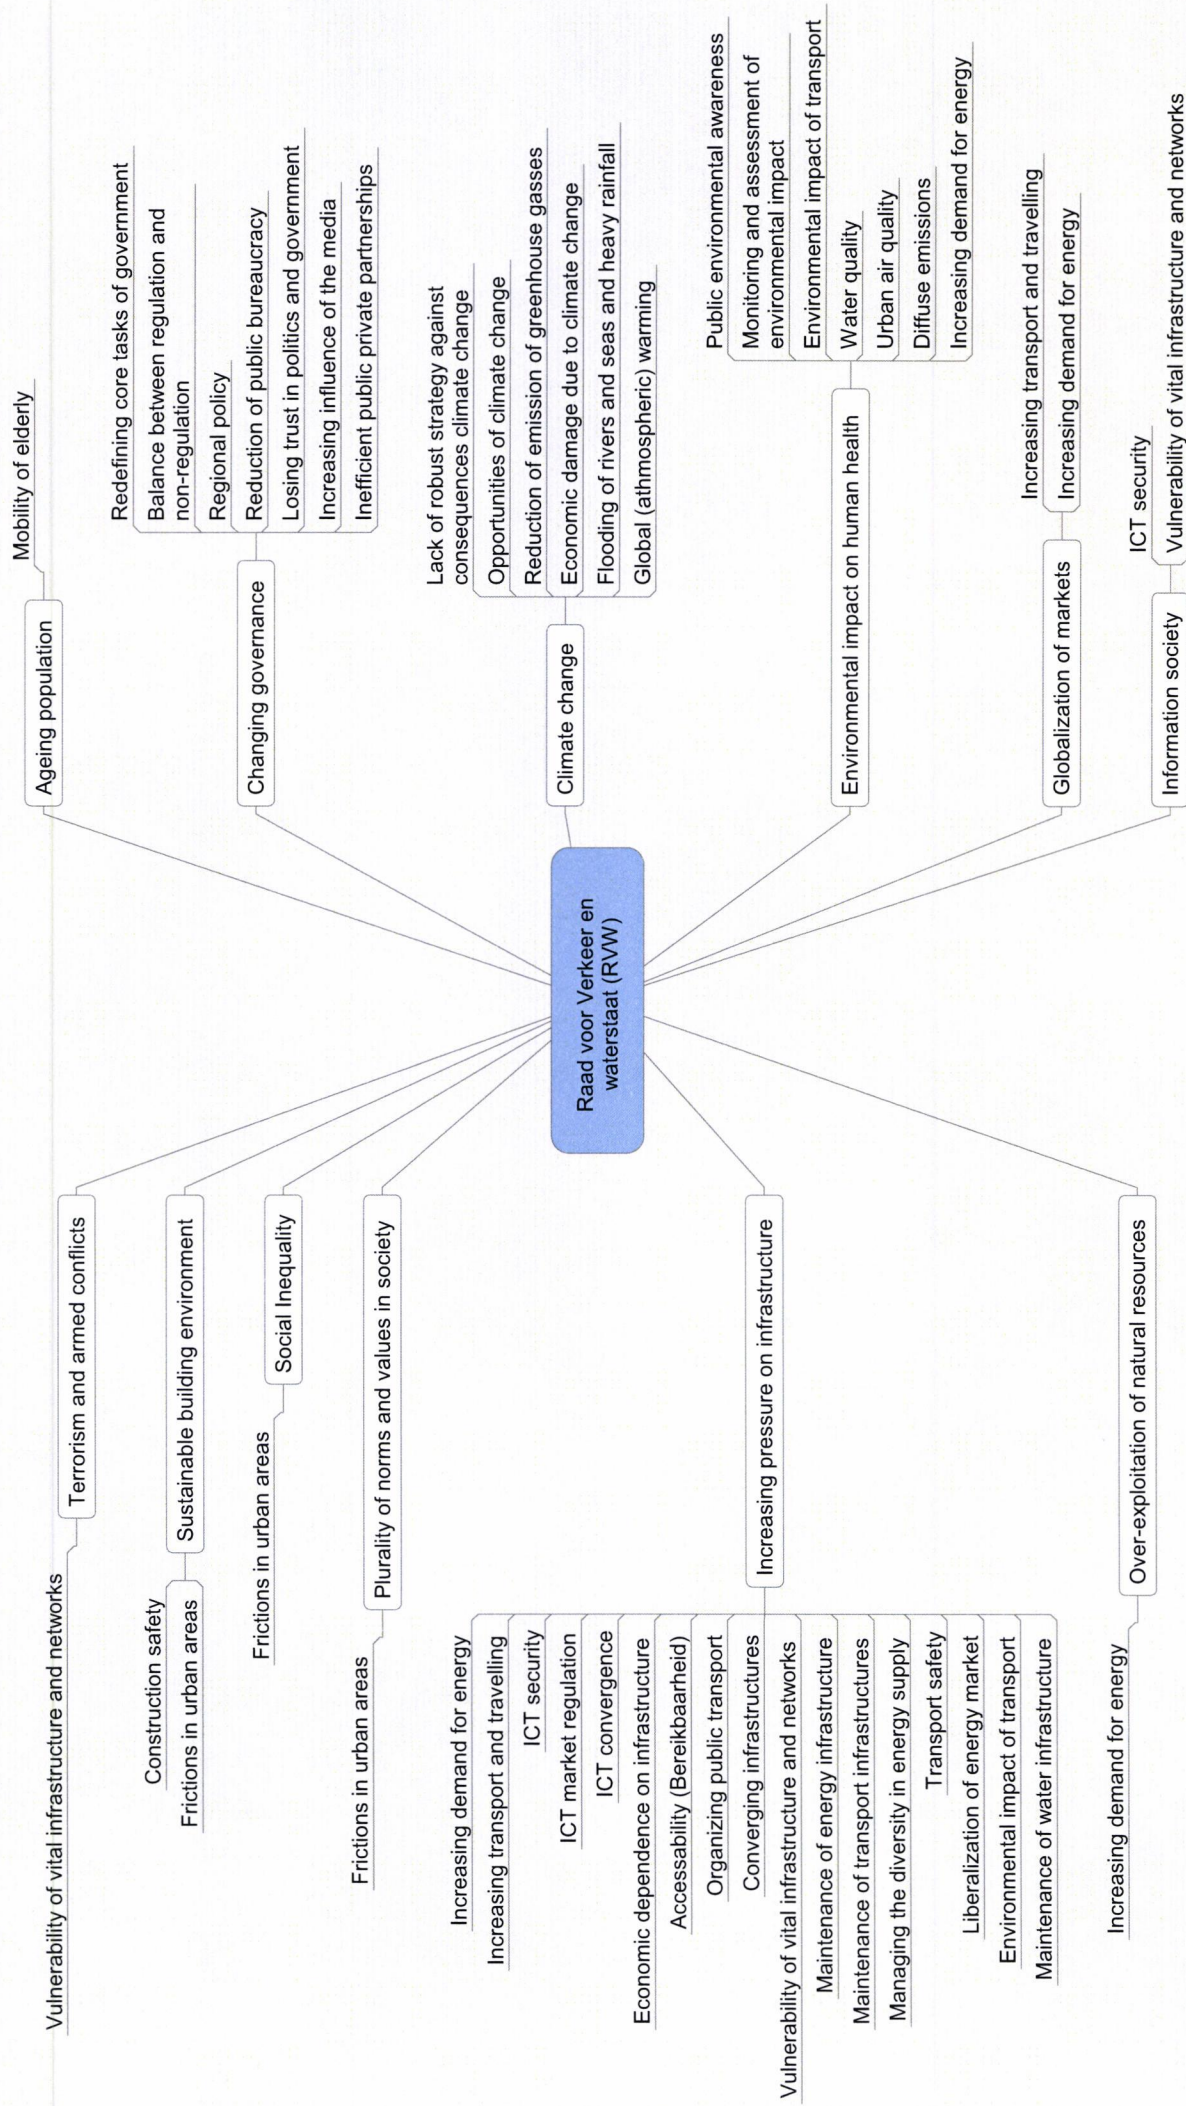 Vulnerability of vital infrastructure and networks
Terrorism and armed conflicts
Construction safety
Frictions in urban areas
Sustainable building environment
Frictions in urban areas
Social Inequality
Frictions in urban areas
Plurality of norms and values in society
Increasing demand for energy
Increasing transport and travelling
ICT security
ICT market regulation
ICT convergence
Economic dependence on infrastructure
Accessability (Bereikbaarheid)
Organizing public transport
Converging infrastructures
Vulnerability of vital infrastructure and networks
Maintenance of energy infrastructure
Maintenance of transport infrastructures
Managing the diversity in energy supply
Transport safety
Liberalization of energy market
Environmental impact of transport
Maintenance of water infrastructure
Increasing pressure on infrastructure
Increasing demand for energy
Over-exploitation of natural resources
Raad voor Verkeer en
waterstaat (RVW)
Ageing population
Mobility of elderly
Changing governance
Redefining core tasks of government
Balance between regulation and
non-regulation
Regional policy
Reduction of public bureaucracy
Losing trust in politics and government
Increasing influence of the media
Inefficient public private partnerships
Climate change
Lack of robust strategy against
consequences climate change
Opportunities of climate change
Reduction of emission of greenhouse gasses
Economic damage due to climate change
Flooding of rivers and seas and heavy rainfall
Global (athmospheric) warming
Environmental impact on human health
Public environmental awareness
Monitoring and assessment of
environmental impact
Environmental impact of transport
Water quality
Urban air quality
Diffuse emissions
Increasing demand for energy
Globalization of markets
Increasing transport and travelling
Increasing demand for energy
Information society
ICT security
Vulnerability of vital infrastructure and networks